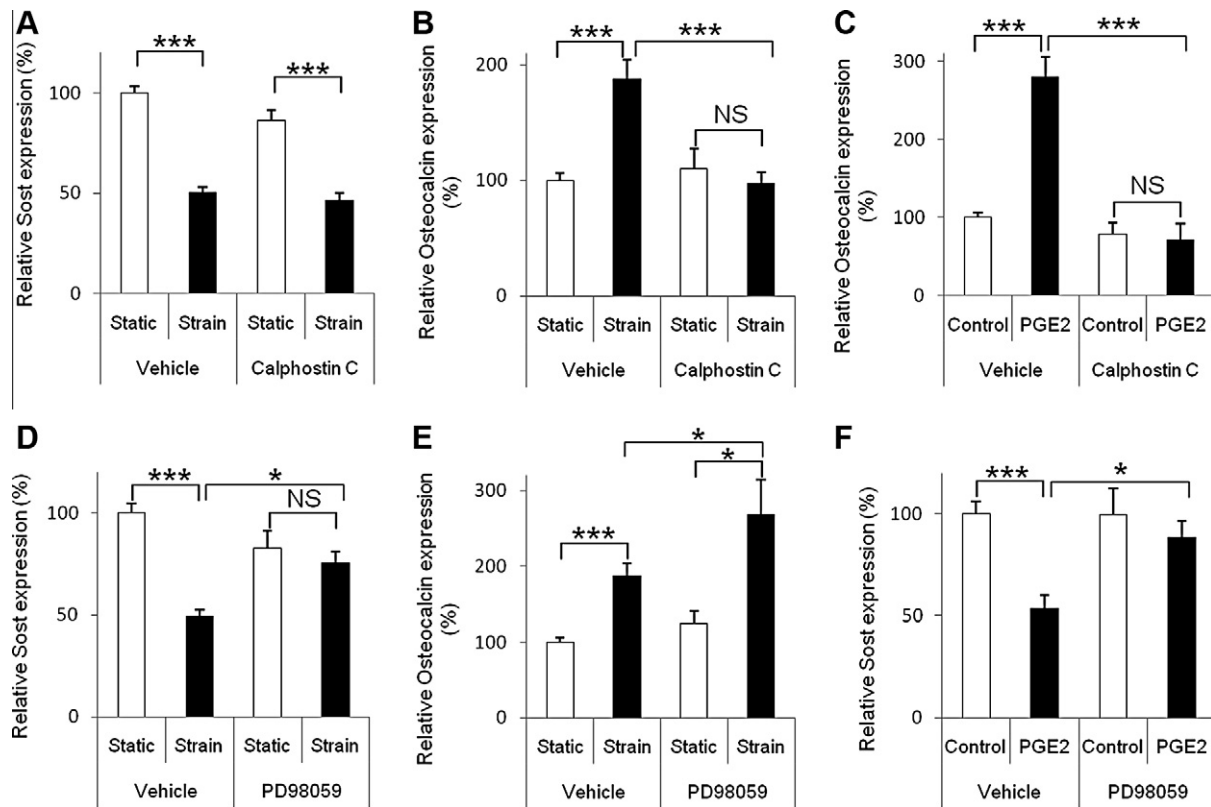 A
Relative Sost expression (%)
100
50
0
***
***
Static Strain Static Strain
Vehicle Calphostin C
B
Relative Osteocalcin expression
(%)
200
100
0
***
***
NS
Static Strain Static Strain
Vehicle Calphostin C
C
Relative Osteocalcin expression
(%)
300
200
100
0
***
***
NS
Control PGE2 Control PGE2
Vehicle Calphostin C
D
Relative Sost expression (%)
100
50
0
***
*
NS
Static Strain Static Strain
Vehicle PD98059
E
Relative Osteocalcin expression
(%)
300
200
100
0
*
*
***
Static Strain Static Strain
Vehicle PD98059
F
Relative Sost expression (%)
100
50
0
***
*
Control PGE2 Control PGE2
Vehicle PD98059